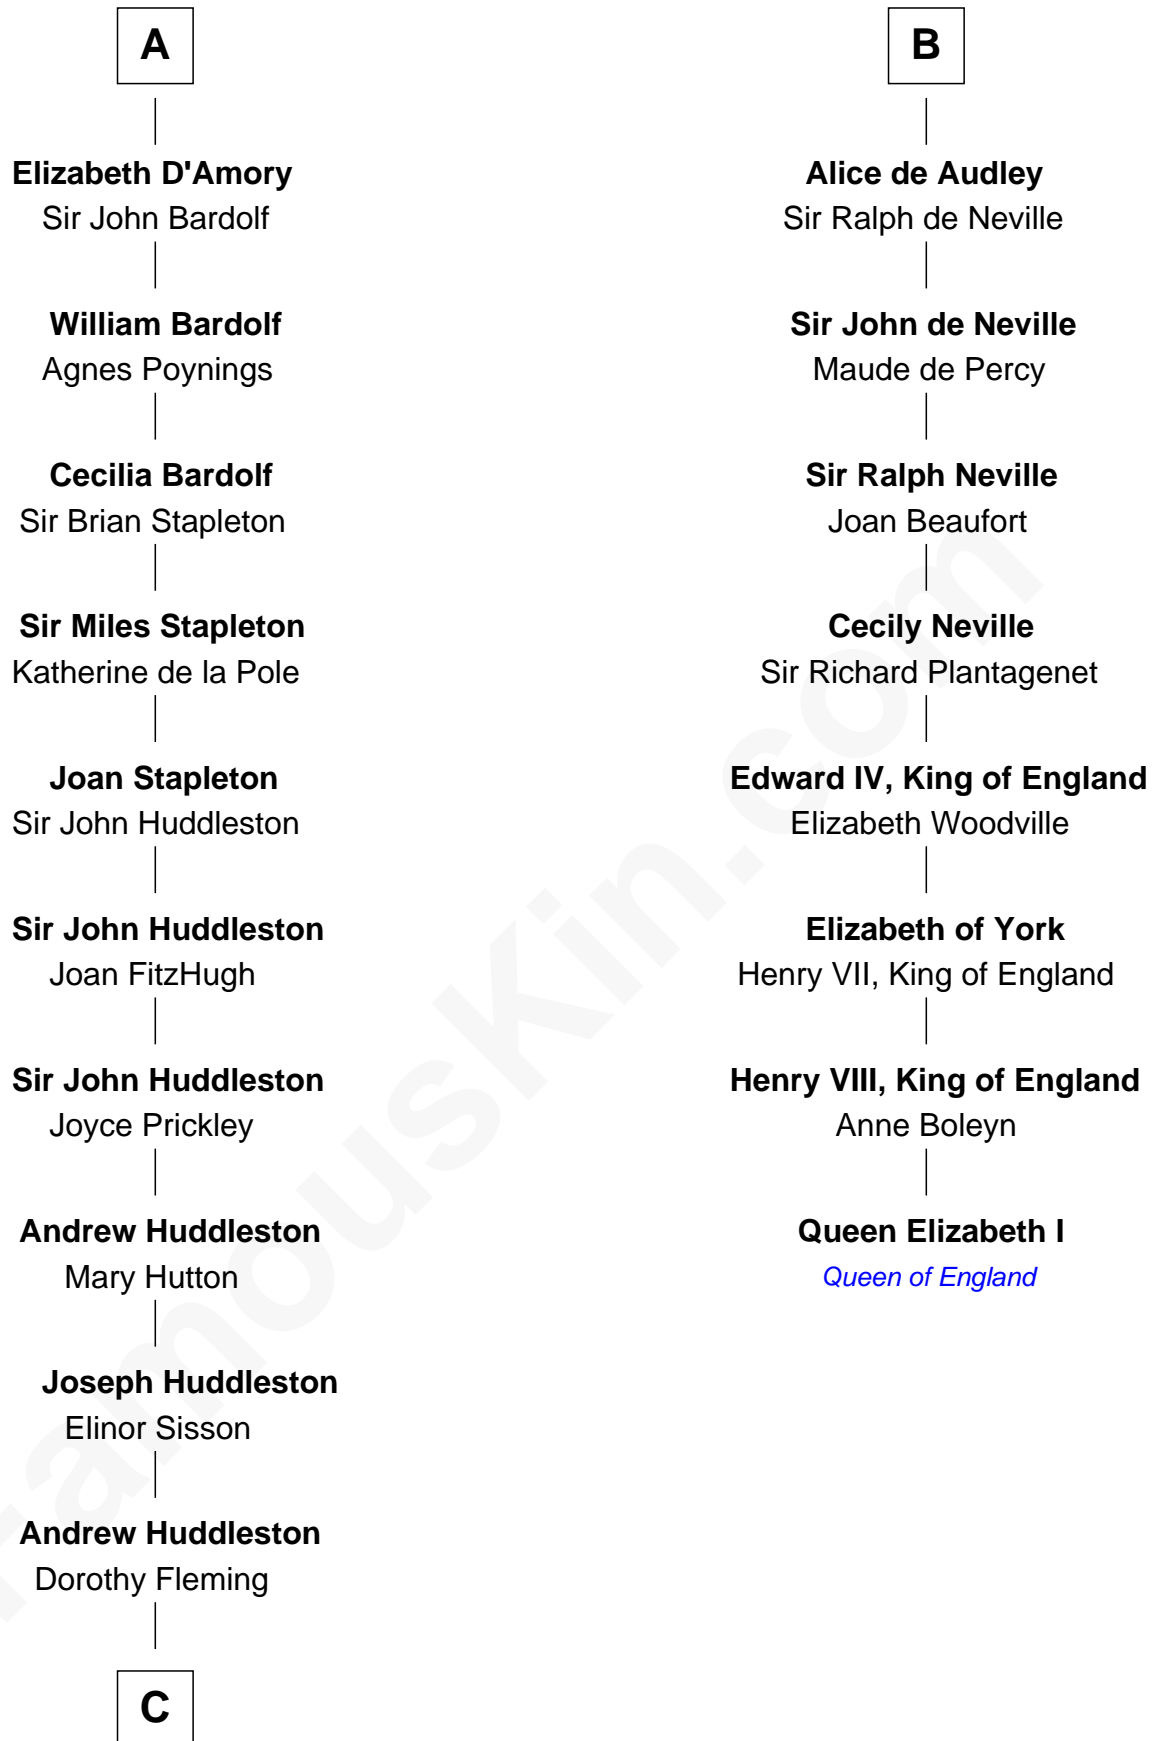 A
Elizabeth D'Amory
Sir John Bardolf
William Bardolf
Agnes Poynings
Cecilia Bardolf
Sir Brian Stapleton
Sir Miles Stapleton
Katherine de la Pole
Joan Stapleton
Sir John Huddleston
Sir John Huddleston
Joan FitzHugh
Sir John Huddleston
Joyce Prickley
Andrew Huddleston
Mary Hutton
Joseph Huddleston
Elinor Sisson
Andrew Huddleston
Dorothy Fleming
C
B
Alice de Audley
Sir Ralph de Neville
Sir John de Neville
Maude de Percy
Sir Ralph Neville
Joan Beaufort
Cecily Neville
Sir Richard Plantagenet
Edward IV, King of England
Elizabeth Woodville
Elizabeth of York
Henry VII, King of England
Henry VIII, King of England
Anne Boleyn
Queen Elizabeth I
Queen of England
FamousKin.com